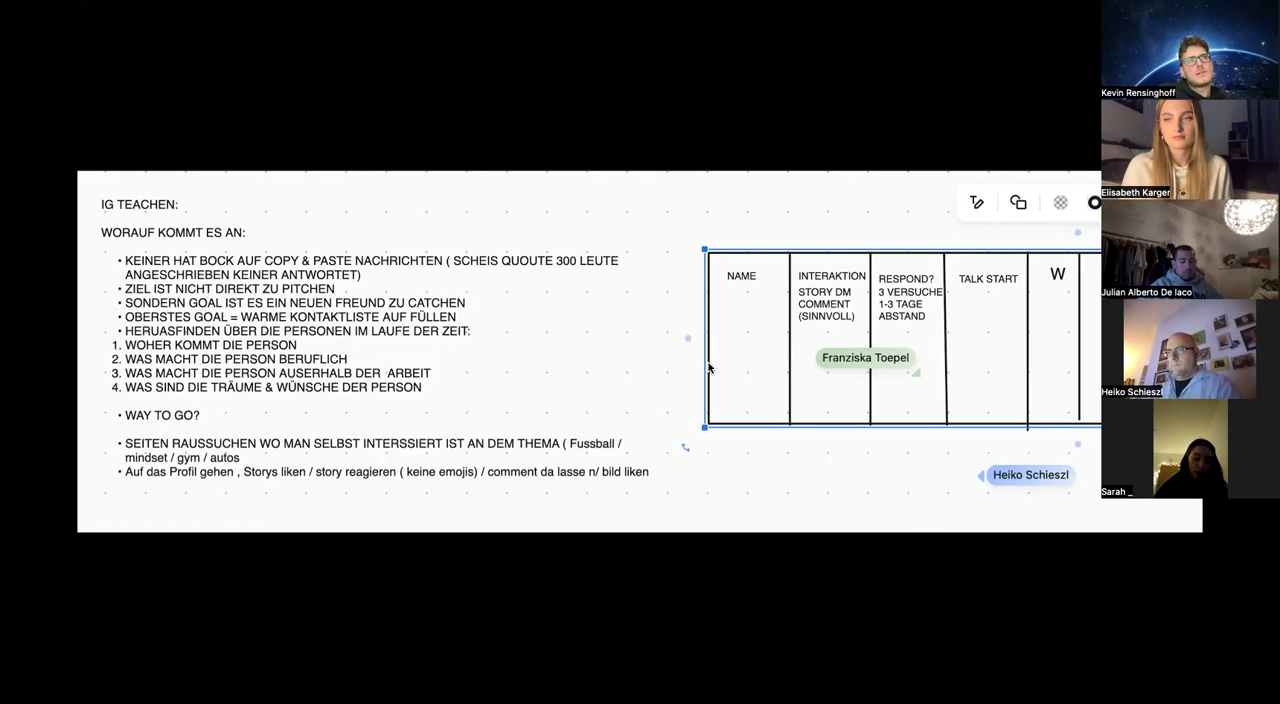 IG TEACHEN:
WORAUF KOMMT ES AN:
• KEINER HAT BOCK AUF COPY & PASTE NACHRICHTEN ( SCHEIS QUOUTE 300 LEUTE
ANGESCHRIEBEN KEINER ANTWORTET)
• ZIEL IST NICHT DIREKT ZU PITCHEN
• SONDERN GOAL IST ES EIN NEUEN FREUND ZU CATCHEN
• OBERSTES GOAL = WARME KONTAKTLISTE AUF FÜLLEN
• HERUASFINDEN ÜBER DIE PERSONEN IM LAUFE DER ZEIT:
1. WOHER KOMMT DIE PERSON
2. WAS MACHT DIE PERSON BERUFLICH
3. WAS MACHT DIE PERSON AUSERHALB DER ARBEIT
4. WAS SIND DIE TRÄUME & WÜNSCHE DER PERSON
• WAY TO GO?
• SEITEN RAUSSUCHEN WO MAN SELBST INTERSSIERT IST AN DEM THEMA ( Fussball /
mindset / gym / autos
• Auf das Profil gehen , Storys liken / story reagieren ( keine emojis) / comment da lasse n/ bild liken
NAME
INTERAKTION
STORY DM
COMMENT
(SINNVOLL)
RESPOND?
3 VERSUCHE
1-3 TAGE
ABSTAND
TALK START
W
Franziska Toepel
Heiko Schieszl
Kevin Rensinghoff
Elisabeth Karger
Julian Alberto De Iaco
Heiko Schieszl
Sarah _